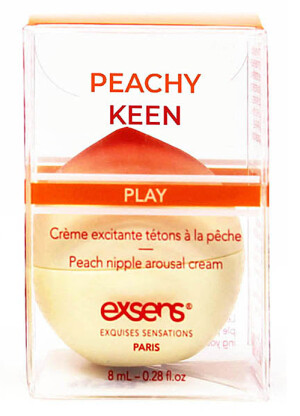 PEACHY
KEEN
PLAY
Crème excitante tétons à la pêche
Peach nipple arousal cream
exsens®
EXQUISES SENSATIONS
PARIS
8 mL – 0.28 fl.oz